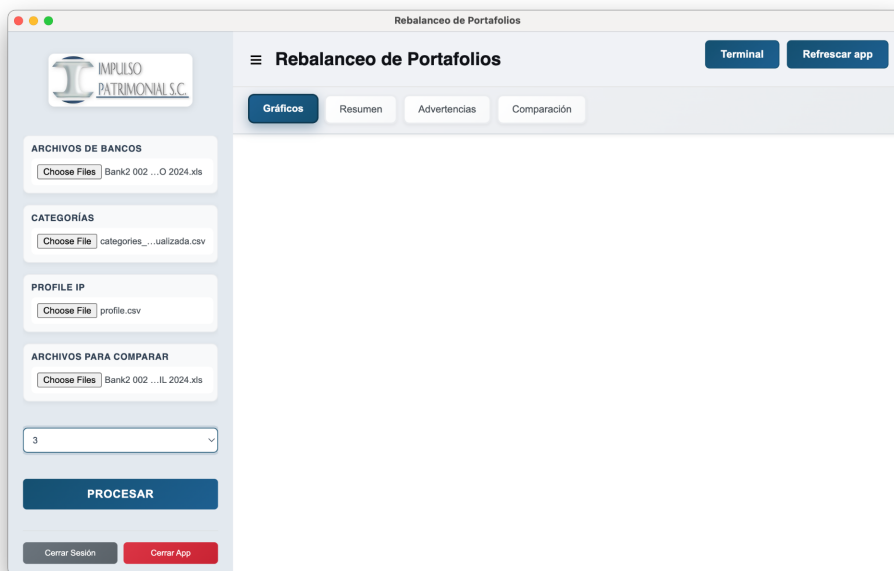 Rebalanceo de Portafolios
IMPULSO
PATRIMONIAL S.C.
≡ Rebalanceo de Portafolios
Terminal
Refrescar app
Gráficos
Resumen
Advertencias
Comparación
ARCHIVOS DE BANCOS
Choose Files Bank2 002 ...O 2024.xls
CATEGORÍAS
Choose File categories_...ualizada.csv
PROFILE IP
Choose File profile.csv
ARCHIVOS PARA COMPARAR
Choose Files Bank2 002 ...IL 2024.xls
3
PROCESAR
Cerrar Sesión
Cerrar App